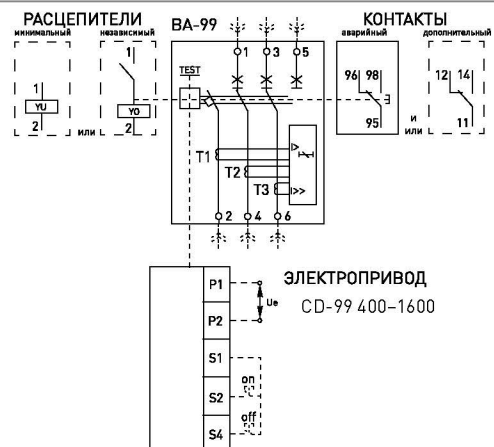 РАСЦЕПИТЕЛИ ВА-99 КОНТАКТЫ
минимальный независимый аварийный дополнительный
1 3 5
1
TEST
96 98
12 14
1
YU
YO
2
или
2
95
и
или
11
T1
T2
T3
I>
I>>
2 4 6
P1
P2
Ue
ЭЛЕКТРОПРИВОД
CD-99 400-1600
S1
on
S2
off
S4